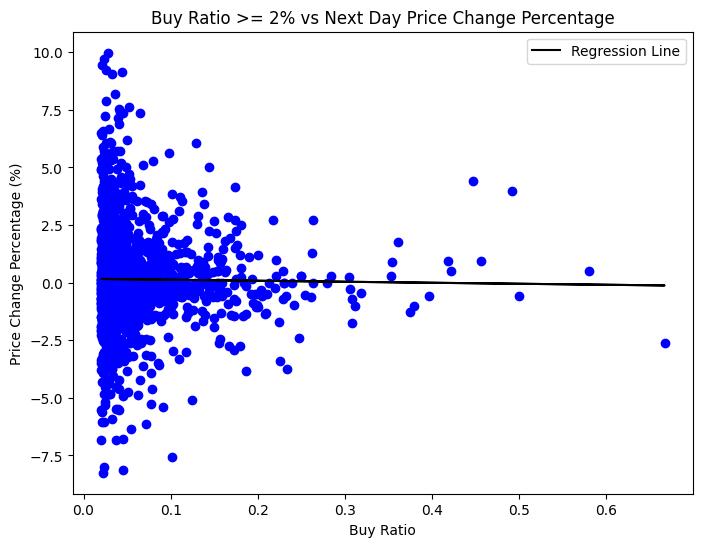 Buy Ratio >= 2% vs Next Day Price Change Percentage
Regression Line
Price Change Percentage (%)
10.0
7.5
5.0
2.5
0.0
−2.5
−5.0
−7.5
0.0 0.1 0.2 0.3 0.4 0.5 0.6
Buy Ratio